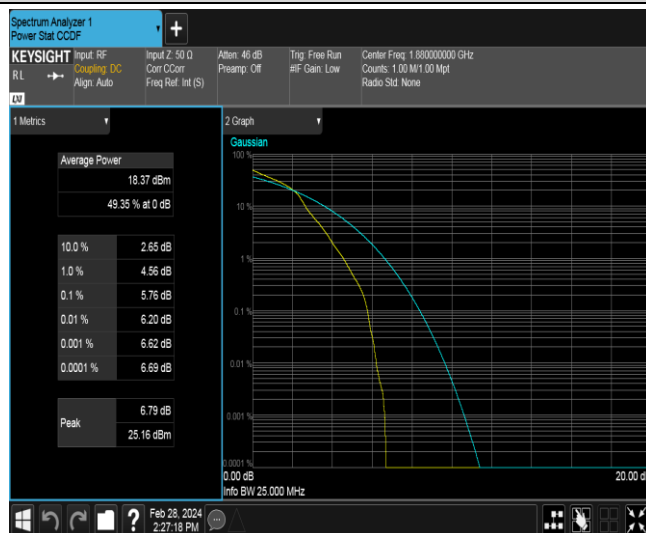 Spectrum Analyzer 1
Power Stat CCDF
KEYSIGHT
RL
LXI
Input: RF
Coupling: DC
Align: Auto
Input Z: 50 Ω
Corr CCorr
Freq Ref: Int (S)
Atten: 46 dB
Preamp: Off
Trig: Free Run
#IF Gain: Low
Center Freq: 1.880000000 GHz
Counts: 1.00 M/1.00 Mpt
Radio Std: None
1 Metrics
Average Power
18.37 dBm
49.35 % at 0 dB
10.0 % 2.65 dB
1.0 % 4.56 dB
0.1 % 5.76 dB
0.01 % 6.20 dB
0.001 % 6.62 dB
0.0001 % 6.69 dB
Peak
6.79 dB
25.16 dBm
2 Graph
Gaussian
100 %
10 %
1 %
0.1 %
0.01 %
0.001 %
0.0001 %
0.00 dB 20.00 d
Info BW 25.000 MHz
Feb 28, 2024
2:27:18 PM